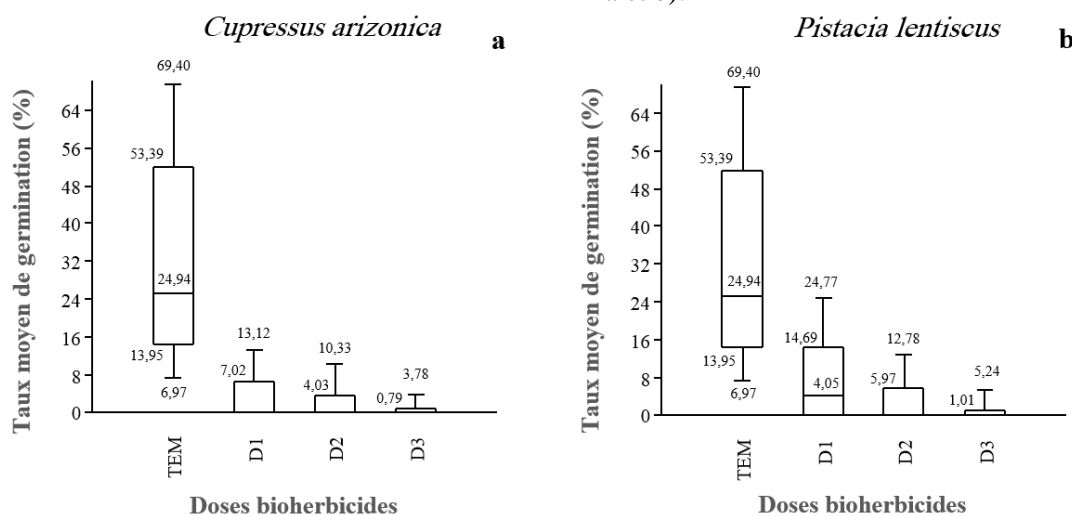 Cupressus arizonica
a
Taux moyen de germination (%)
69,40
64
56
53,39
48
40
32
24,94
24
16
13,95
13,12
10,33
8
7,02
6,97
4,03
3,78
0,79
0
TEM
D1
D2
D3
Doses bioherbicides
Pistacia lentiscus
b
Taux moyen de germination (%)
69,40
64
56
53,39
48
40
32
24,94
24,77
24
16
14,69
13,95
12,78
8
6,97
5,97
5,24
4,05
1,01
0
TEM
D1
D2
D3
Doses bioherbicides